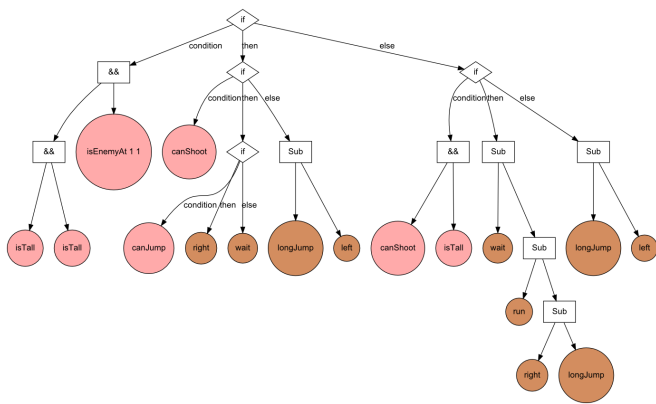 if
condition
then
else
&&
if
if
condition
then
else
condition
then
else
&&
isEnemyAt 1 1
canShoot
if
Sub
&&
Sub
Sub
condition
then
else
isTall
isTall
canJump
right
wait
longJump
left
canShoot
isTall
wait
Sub
longJump
left
run
Sub
right
longJump